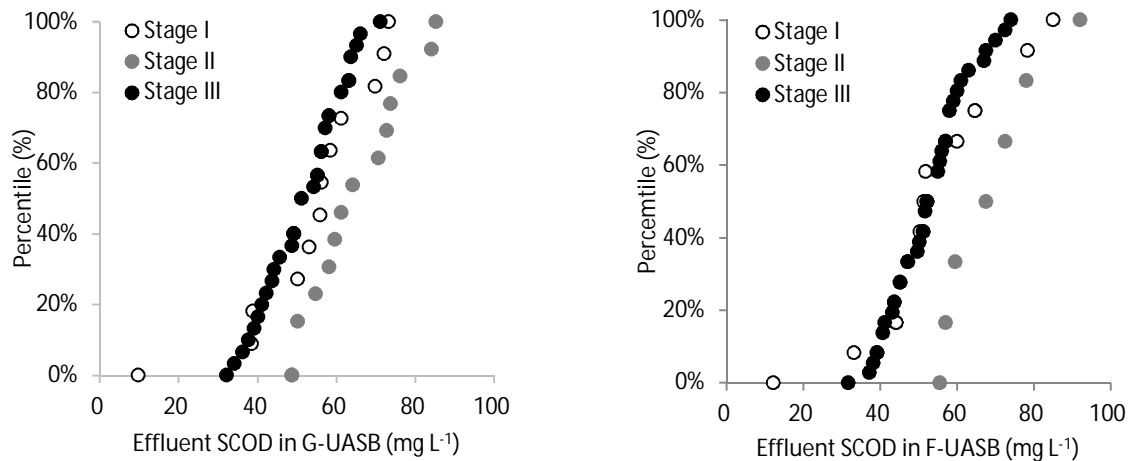 100%
80%
60%
40%
20%
0%
Percentile (%)
Stage I
Stage II
Stage III
0 20 40 60 80 100
Effluent SCOD in G-UASB (mg L-1)
100%
80%
60%
40%
20%
0%
Percemtile (%)
Stage I
Stage II
Stage III
0 20 40 60 80 100
Effluent SCOD in F-UASB (mg L-1)